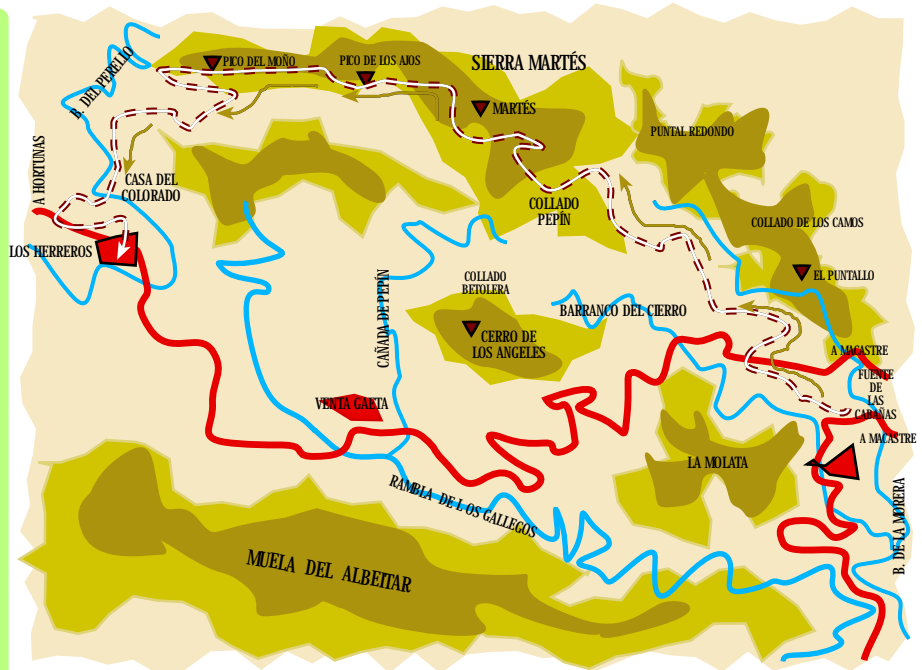 B. DEL PERELIO
PICO DEL MOÑO
PICO DE LOS AJOS
SIERRA MARTÉS
MARTÉS
PUNTAL REDONDO
A HORTUNAS
CASA DEL
COLORADO
COLLADO
PEPÍN
COLLADO DE LOS CAMOS
LOS HERREROS
EL PUNTALLO
CAÑADA DE PEPÍN
COLLADO
BETOLERA
BARRANCO DEL CIERRO
CERRO DE
LOS ANGELES
A MACASTRE
FUENTE
DE
LAS
CABAÑAS
VENTA GAETA
A MACASTRE
LA MOLATA
RAMBLA DE LOS GALLEGOS
B. DE LA MORERA
MUELA DEL ALBEITAR